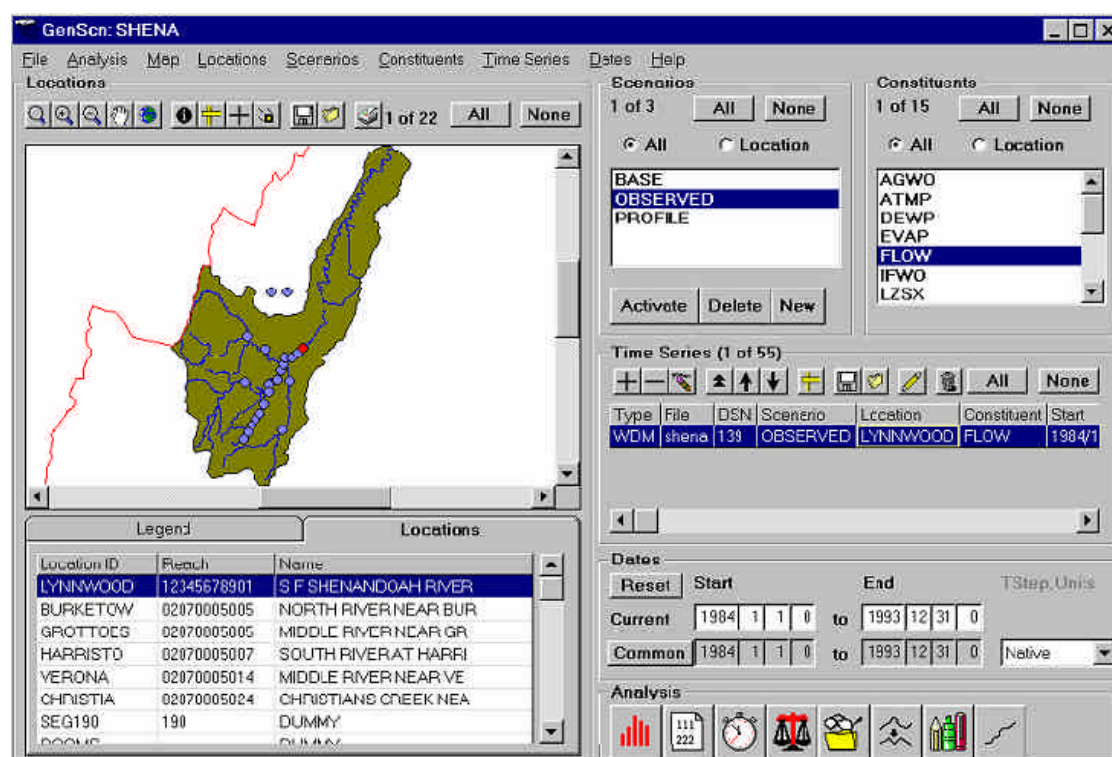 GenScn: SHENA
File Analysis Map Locations Scenarios Constituents Time Series Dates Help
Locations
1 of 22 All None
Legend
Locations
Location ID Reach Name
LYNNWOOD 12345678901 S F SHENANDOAH RIVER
BURKETOW 02070005005 NORTH RIVER NEAR BUR
GROTTOES 02070005005 MIDDLE RIVER NEAR GR
HARRISTO 02070005007 SOUTH RIVER AT HARRI
VERONA 02070005014 MIDDLE RIVER NEAR VE
CHRISTIA 02070005024 CHRISTIANS CREEK NEA
SEG190 190 DUMMY
DUMMY
Scenarios
1 of 3 All None
All Location
BASE
OBSERVED
PROFILE
Activate Delete New
Constituents
1 of 15 All None
All Location
AGWO
ATMP
DEWP
EVAP
FLOW
IFWO
LZSX
Time Series (1 of 55)
All None
Type File DSN Scenario Location Constituent Start
WDM shena 139 OBSERVED LYNNWOOD FLOW 1984/1
Dates
Reset Start End TStep,Units
Current 1984 1 1 0 to 1993 12 31 0
Common 1984 1 1 0 to 1993 12 31 0 Native
Analysis
111
222